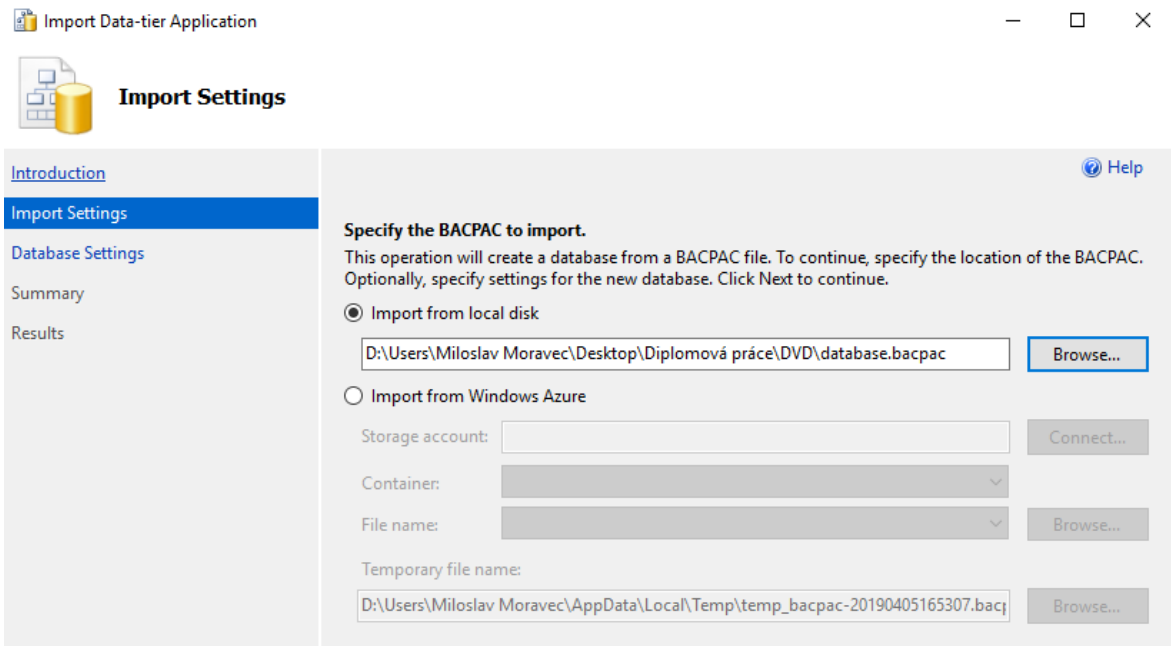 Import Data-tier Application
Import Settings
Introduction
Import Settings
Database Settings
Summary
Results
Help
Specify the BACPAC to import.
This operation will create a database from a BACPAC file. To continue, specify the location of the BACPAC.
Optionally, specify settings for the new database. Click Next to continue.
Import from local disk
D:\Users\Miloslav Moravec\Desktop\Diplomová práce\DVD\database.bacpac
Browse...
Import from Windows Azure
Storage account:
Connect...
Container:
File name:
Browse...
Temporary file name:
D:\Users\Miloslav Moravec\AppData\Local\Temp\temp_bacpac-20190405165307.bacp
Browse...